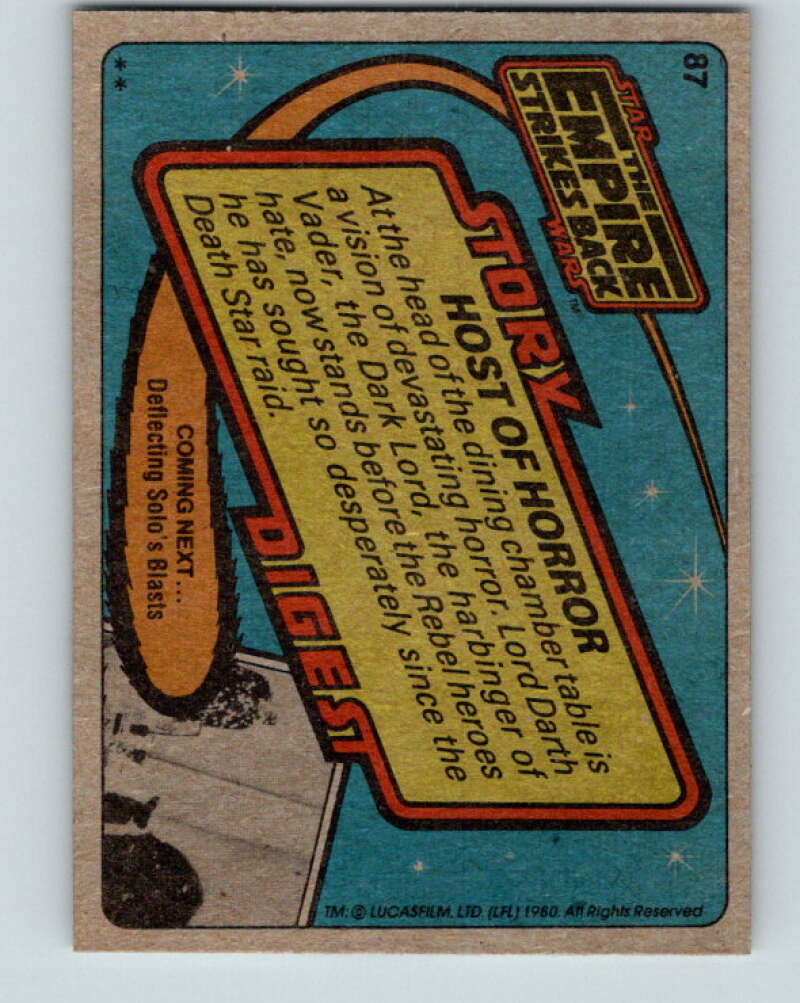 87
STAR
THE
EMPIRE
STRIKES BACK
WARS™
STORY
HOST OF HORROR
At the head of the dining chamber table is
a vision of devastating horror. Lord Darth
Vader, the Dark Lord, the harbinger of
hate, now stands before the Rebel heroes
he has sought so desperately since the
Death Star raid.
DIGEST
COMING NEXT...
Deflecting Solo's Blasts
TM: © LUCASFILM, LTD. (LFL) 1980. All Rights Reserved
**